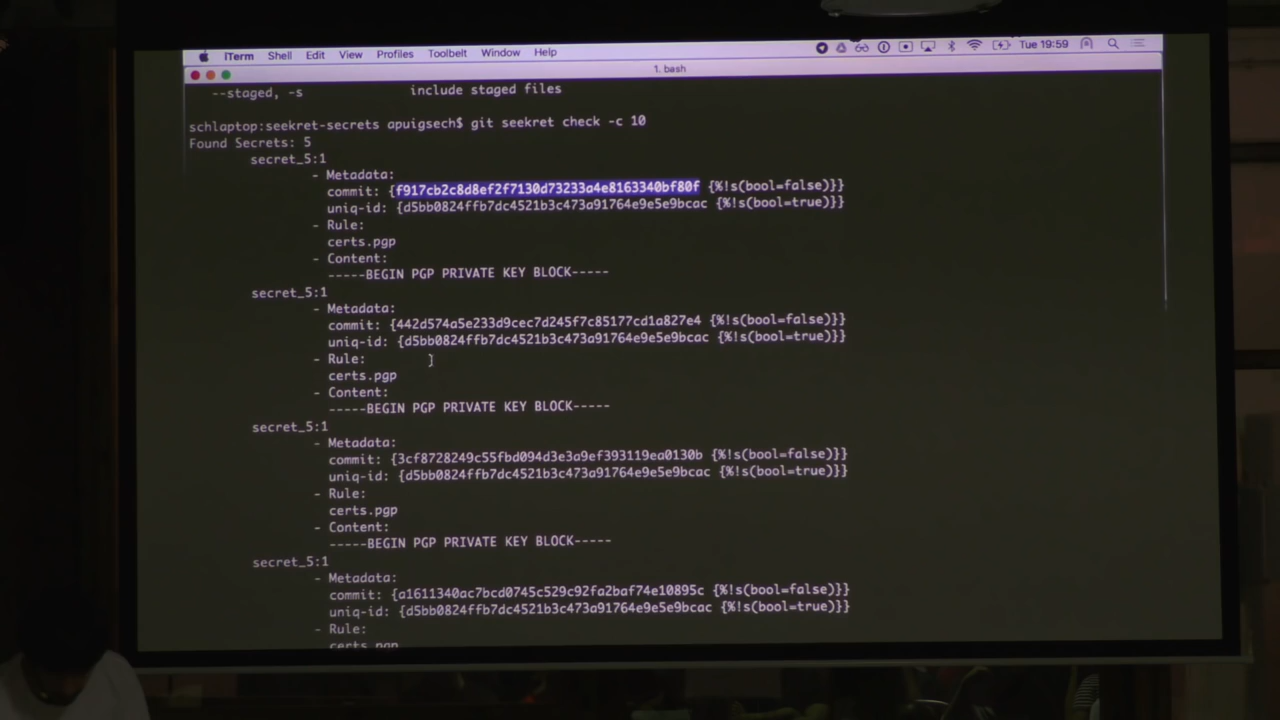 iTerm Shell Edit View Profiles Toolbelt Window Help Tue 19:59
1. bash
--staged, -s include staged files
schlaptop:seekret-secrets apuigsech$ git seekret check -c 10
Found Secrets: 5
secret_5:1
- Metadata:
commit: {f917cb2c8d8ef2f7130d73233a4e8163340bf80f {%!s(bool=false)}}
uniq-id: {d5bb0824ffb7dc4521b3c473a91764e9e5e9bcac {%!s(bool=true)}}
- Rule:
certs.pgp
- Content:
-----BEGIN PGP PRIVATE KEY BLOCK-----
secret_5:1
- Metadata:
commit: {442d574a5e233d9cec7d245f7c85177cd1a827e4 {%!s(bool=false)}}
uniq-id: {d5bb0824ffb7dc4521b3c473a91764e9e5e9bcac {%!s(bool=true)}}
- Rule:
certs.pgp
- Content:
-----BEGIN PGP PRIVATE KEY BLOCK-----
secret_5:1
- Metadata:
commit: {3cf8728249c55fbd094d3e3a9ef393119ea0130b {%!s(bool=false)}}
uniq-id: {d5bb0824ffb7dc4521b3c473a91764e9e5e9bcac {%!s(bool=true)}}
- Rule:
certs.pgp
- Content:
-----BEGIN PGP PRIVATE KEY BLOCK-----
secret_5:1
- Metadata:
commit: {a1611340ac7bcd0745c529c92fa2baf74e10895c {%!s(bool=false)}}
uniq-id: {d5bb0824ffb7dc4521b3c473a91764e9e5e9bcac {%!s(bool=true)}}
- Rule:
certs.pgp